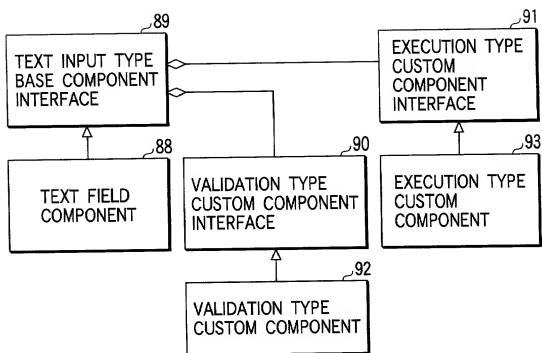 89
TEXT INPUT TYPE
BASE COMPONENT
INTERFACE
91
EXECUTION TYPE
CUSTOM
COMPONENT
INTERFACE
88
TEXT FIELD
COMPONENT
90
VALIDATION TYPE
CUSTOM COMPONENT
INTERFACE
93
EXECUTION TYPE
CUSTOM
COMPONENT
92
VALIDATION TYPE
CUSTOM COMPONENT